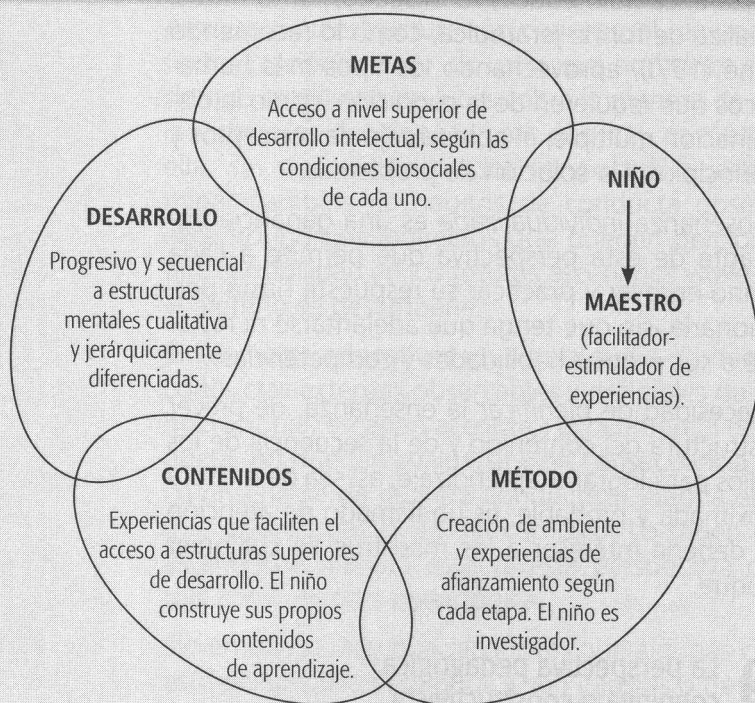 METAS
Acceso a nivel superior de
desarrollo intelectual, según las
condiciones biosociales
de cada uno.
DESARROLLO
Progresivo y secuencial
a estructuras
mentales cualitativa
y jerárquicamente
diferenciadas.
NIÑO
MAESTRO
(facilitador-
estimulador de
experiencias).
CONTENIDOS
Experiencias que faciliten el
acceso a estructuras superiores
de desarrollo. El niño
construye sus propios
contenidos
de aprendizaje.
MÉTODO
Creación de ambiente
y experiencias de
afianzamiento según
cada etapa. El niño es
investigador.